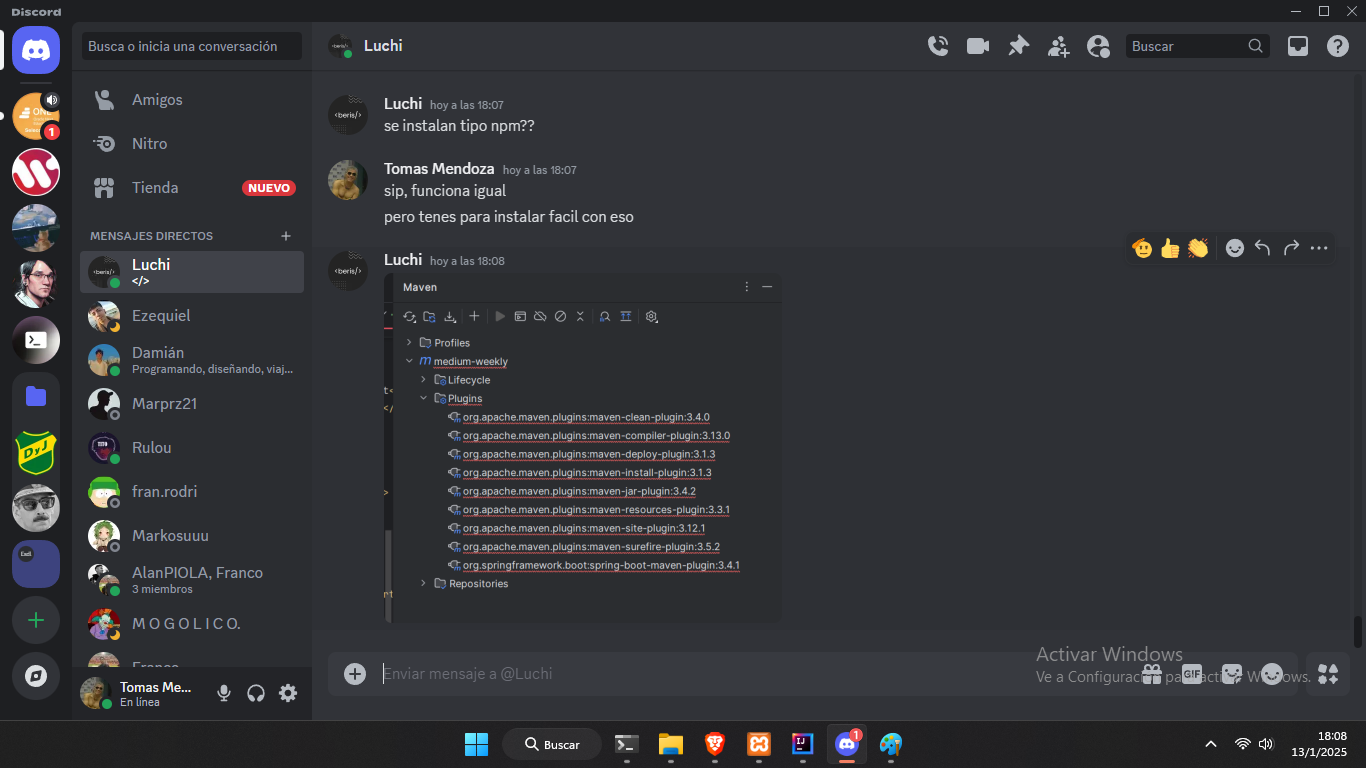 Discord
Busca o inicia una conversación
Amigos
Nitro
Tienda
NUEVO
MENSAJES DIRECTOS
Luchi
</>
Ezequiel
Damián
Programando, diseñando, viaj...
Marprz21
Rulou
fran.rodri
Markosuuu
AlanPIOLA, Franco
3 miembros
M O G O L I C O.
Franco
Tomas Me...
En línea
ONE
1
DyJ
Luchi
Buscar
<beris/>
Luchi hoy a las 18:07
se instalan tipo npm??
Tomas Mendoza hoy a las 18:07
sip, funciona igual
pero tenes para instalar facil con eso
<beris/>
Luchi hoy a las 18:08
Maven
Profiles
medium-weekly
Lifecycle
Plugins
org.apache.maven.plugins:maven-clean-plugin:3.4.0
org.apache.maven.plugins:maven-compiler-plugin:3.13.0
org.apache.maven.plugins:maven-deploy-plugin:3.1.3
org.apache.maven.plugins:maven-install-plugin:3.1.3
org.apache.maven.plugins:maven-jar-plugin:3.4.2
org.apache.maven.plugins:maven-resources-plugin:3.3.1
org.apache.maven.plugins:maven-site-plugin:3.12.1
org.apache.maven.plugins:maven-surefire-plugin:3.5.2
org.springframework.boot:spring-boot-maven-plugin:3.4.1
Repositories
Enviar mensaje a @Luchi
GIF
Activar Windows
Ve a Configuración para activar Windows.
Buscar
IJ
1
18:08
13/1/2025